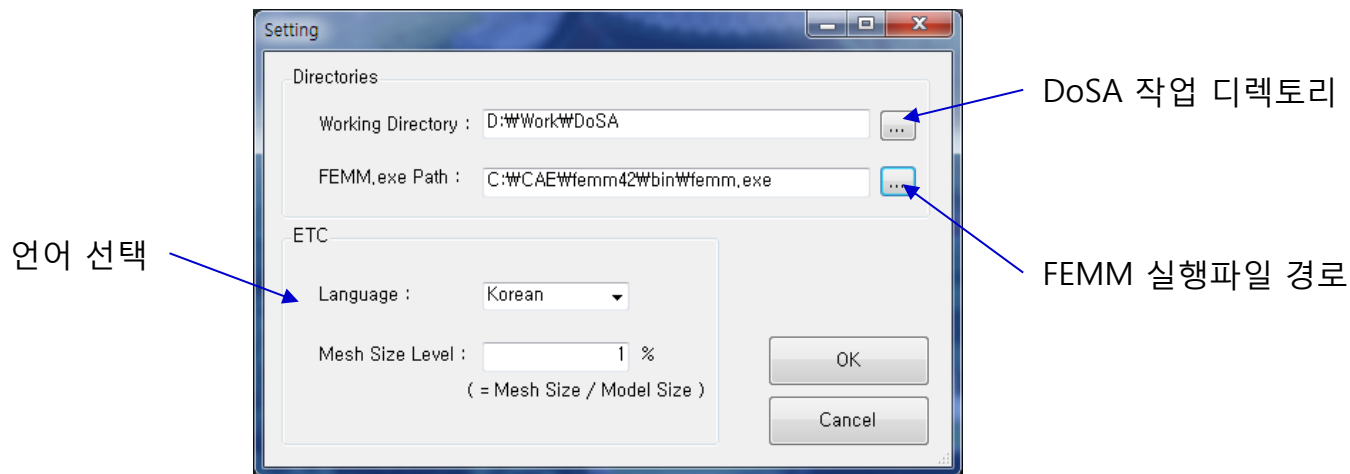 Setting
Directories
DoSA 작업 디렉토리
Working Directory : D:₩Work₩DoSA ...
FEMM.exe Path : C:₩CAE₩femm42₩bin₩femm.exe ...
ETC
언어 선택
FEMM 실행파일 경로
Language : Korean
Mesh Size Level : 1 %
( = Mesh Size / Model Size )
OK
Cancel